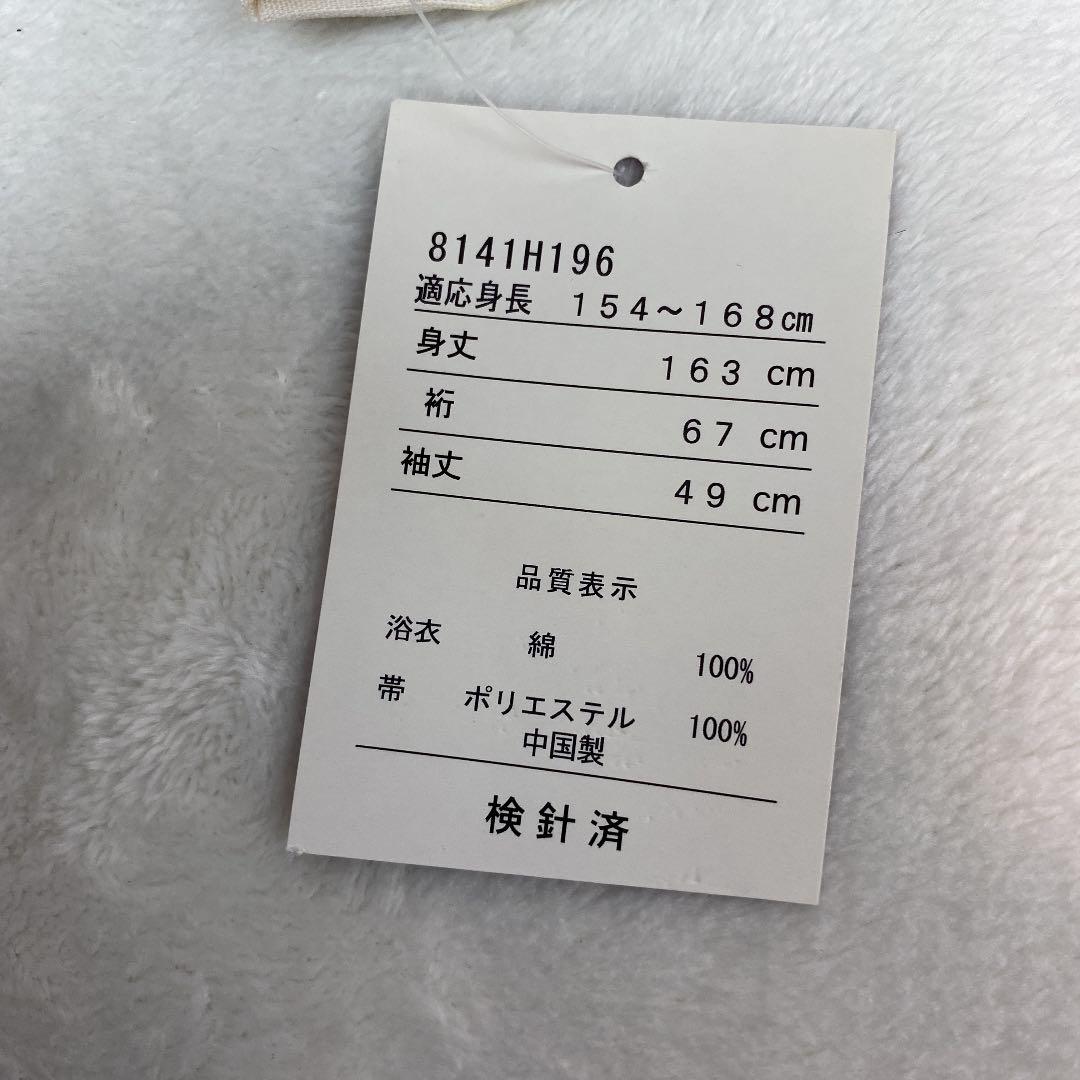 8141H196
適応身長 154～168㎝
身丈 163 cm
裄 67 cm
袖丈 49 cm
品質表示
浴衣 綿 100%
帯 ポリエステル 100%
中国製
検針済